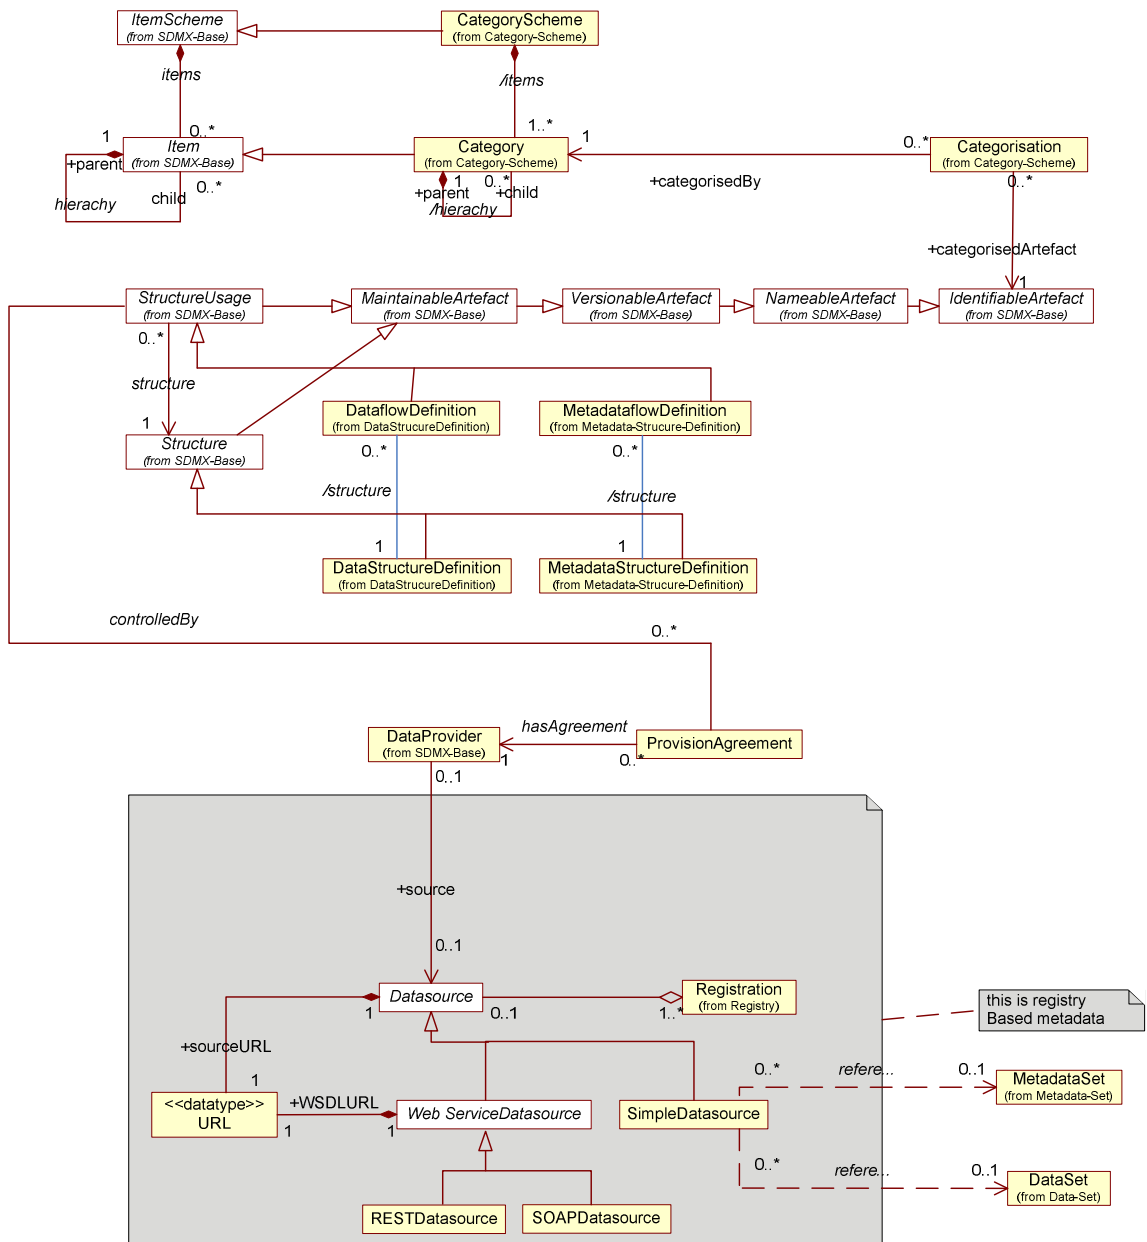 ItemScheme
(from SDMX-Base)
CategoryScheme
(from Category-Scheme)
items
/items
1
0..*
1..*
1
0..*
Item
(from SDMX-Base)
Category
(from Category-Scheme)
Categorisation
(from Category-Scheme)
+parent
child
0..*
hierachy
+parent
1
0..*
+child
/hierachy
+categorisedBy
0..*
+categorisedArtefact
1
StructureUsage
(from SDMX-Base)
MaintainableArtefact
(from SDMX-Base)
VersionableArtefact
(from SDMX-Base)
NameableArtefact
(from SDMX-Base)
IdentifiableArtefact
(from SDMX-Base)
0..*
structure
1
Structure
(from SDMX-Base)
DataflowDefinition
(from DataStrucureDefinition)
MetadataflowDefinition
(from Metadata-Strucure-Definition)
0..*
0..*
/structure
/structure
1
1
DataStructureDefinition
(from DataStrucureDefinition)
MetadataStructureDefinition
(from Metadata-Strucure-Definition)
controlledBy
0..*
DataProvider
(from SDMX-Base)
hasAgreement
1
0..*
ProvisionAgreement
0..1
+source
0..1
Datasource
1
0..1
1..*
Registration
(from Registry)
this is registry
Based metadata
+sourceURL
1
<<datatype>>
URL
+WSDLURL
1
1
Web ServiceDatasource
SimpleDatasource
0..*
refere...
0..1
MetadataSet
(from Metadata-Set)
0..*
refere...
0..1
DataSet
(from Data-Set)
RESTDatasource
SOAPDatasource